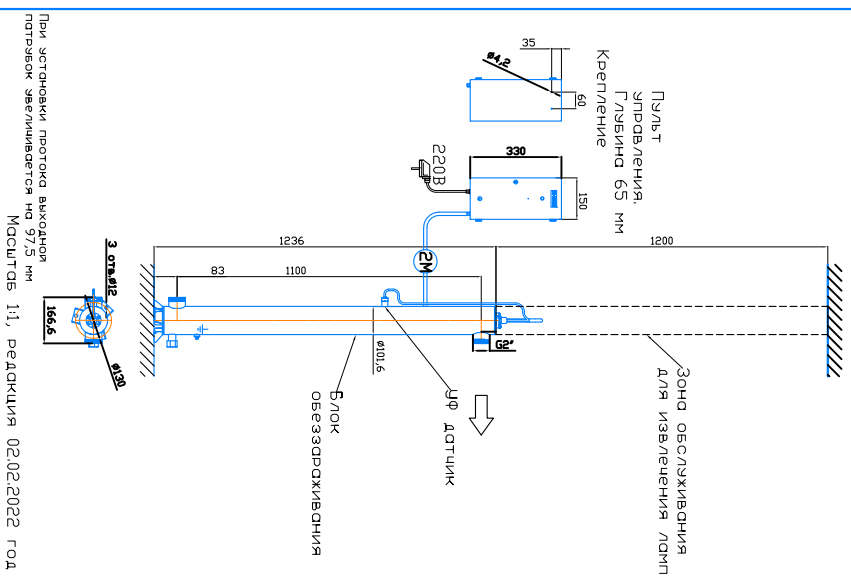 Пульт
управления.
Глубина 65 мм
Крепление
35
ø4,2
60
330
150
220В
1236
1200
2М
83
1100
G2"
ø101,6
Зона обслуживания
для извлечения ламп
УФ датчик
Блок
обеззараживания
3 отв.ø12
166,6
ø130
При установки протока выходной
патрубок увеличивается на 97,5 мм
Масштаб 1:1, редакция 02.02.2022 год